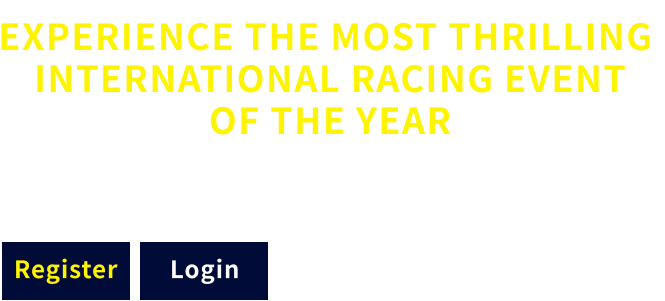 EXPERIENCE THE MOST THRILLING
INTERNATIONAL RACING EVENT
OF THE YEAR
Register
Login